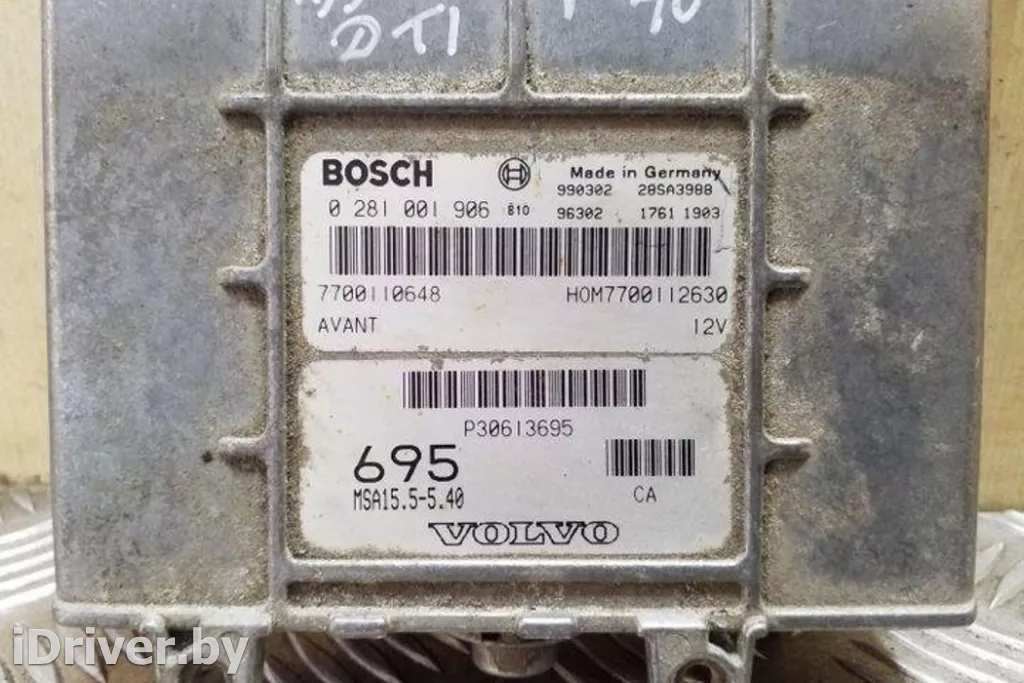 DTI
70
BOSCH
Made in Germany
990302 28SA3988
0 281 001 906 810
96302 1761 1903
7700110648 HOM7700112630
AVANT 12V
P30613695
695
MSA15.5-5.40
CA
VOLVO
iDriver.by